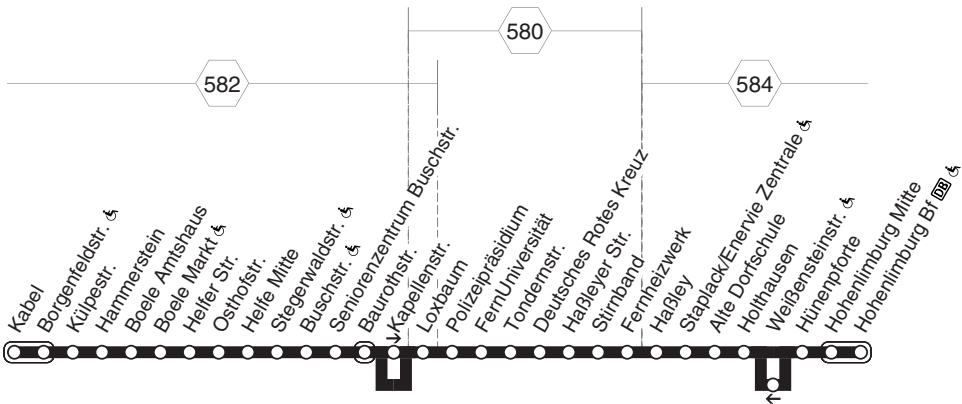 580
582
584
Kabel
Borgenfeldstr.
Külpestr.
Hammerstein
Boele Amtshaus
Boele Markt
Helfer Str.
Osthofstr.
Helfe Mitte
Stegerwaldstr.
Buschstr.
Seniorenzentrum Buschstr.
Baurothstr.
Kapellenstr.
Loxbaum
Polizeipräsidium
FernUniversität
Tondernstr.
Deutsches Rotes Kreuz
Haßleyer Str.
Stirnband
Fernheizwerk
Haßley
Staplack/Enervie Zentrale
Alte Dorfschule
Holthausen
Weißensteinstr.
Hünenpforte
Hohenlimburg Mitte
Hohenlimburg Bf DB